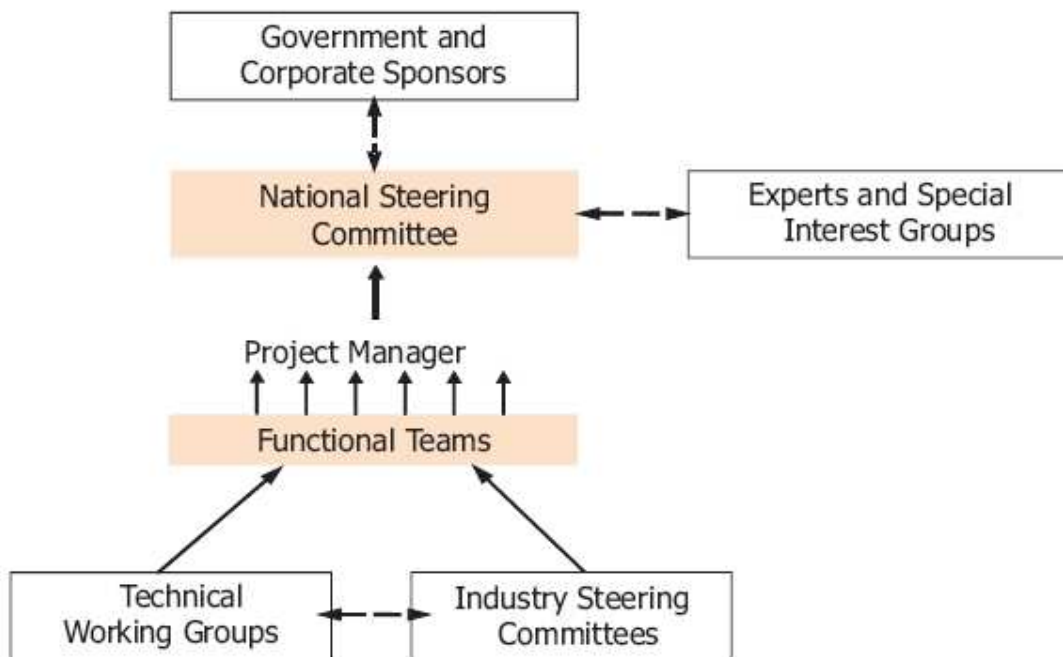 Government and
Corporate Sponsors
National Steering
Committee
Experts and Special
Interest Groups
Project Manager
Functional Teams
Technical
Working Groups
Industry Steering
Committees